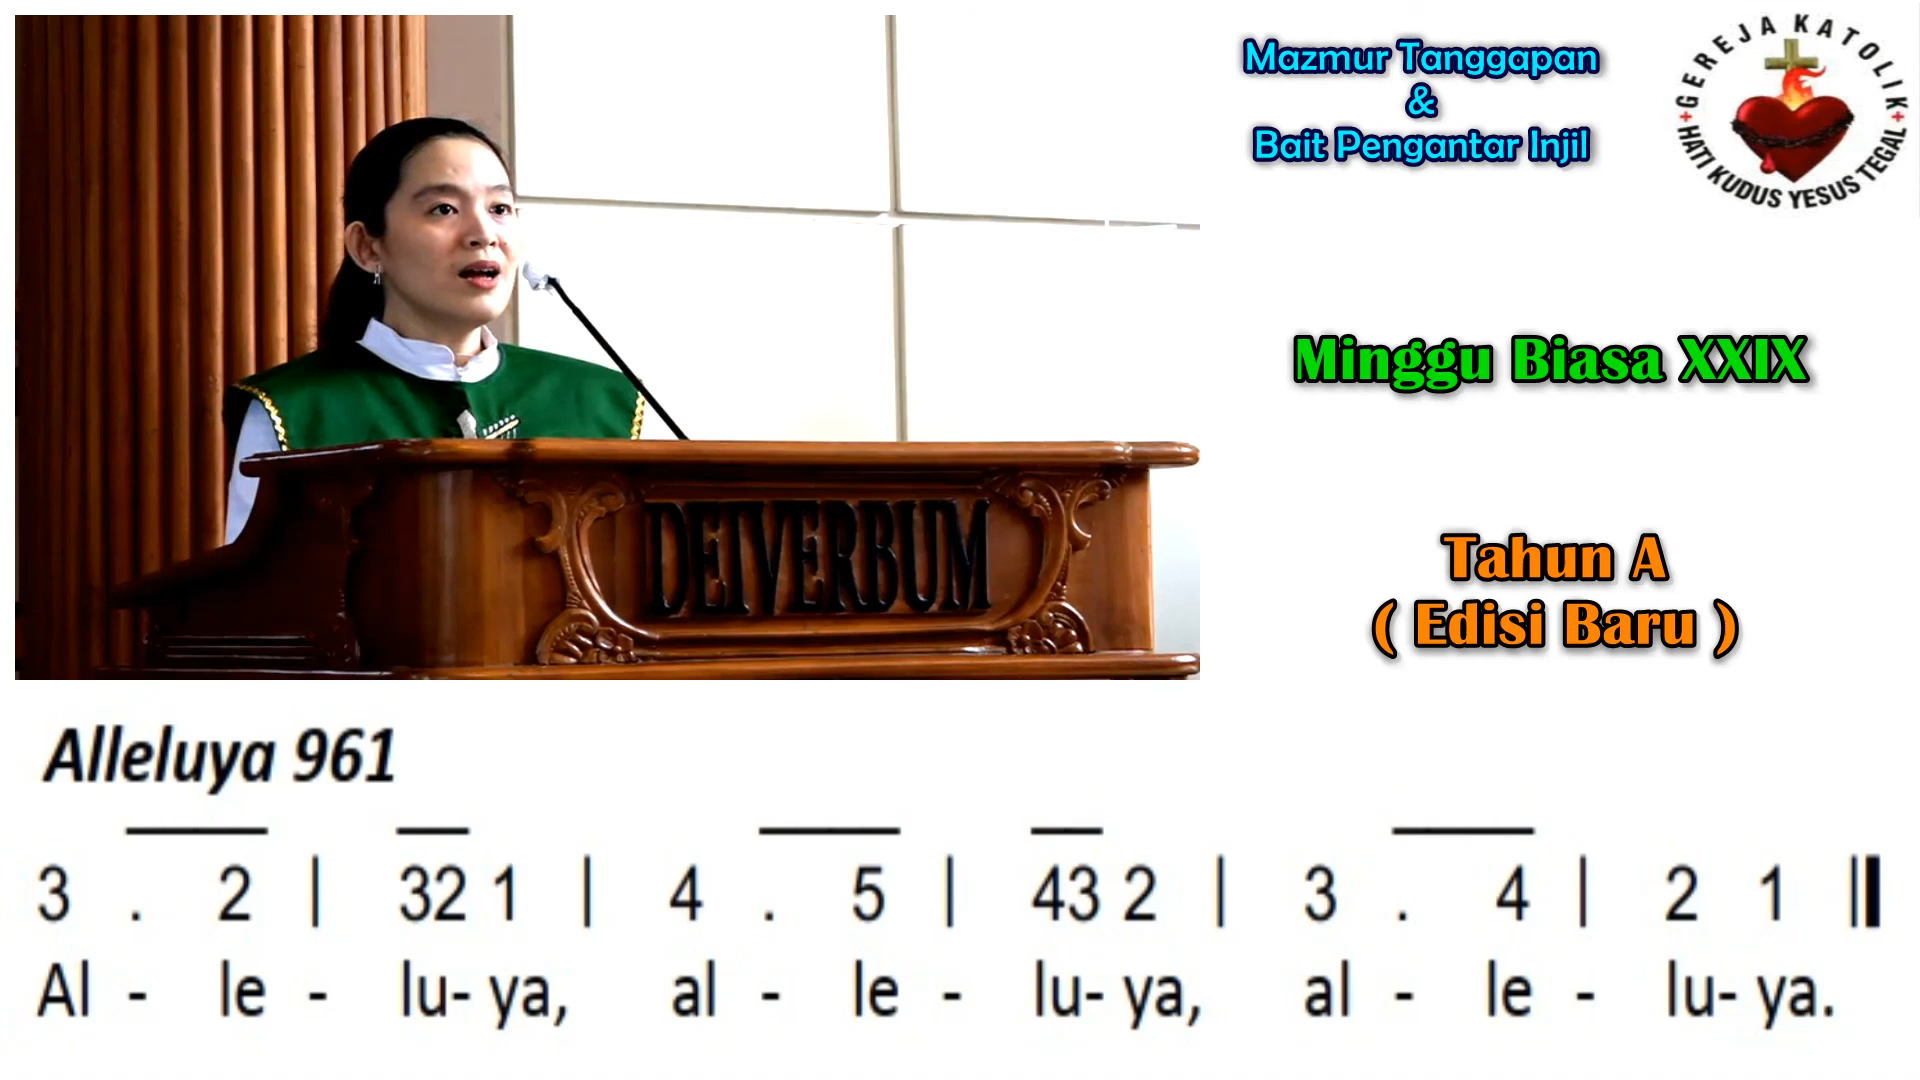 Mazmur Tanggapan
&
Bait Pengantar Injil
GEREJA KATOLIK
HATI KUDUS YESUS TEGAL
Minggu Biasa XXIX
Tahun A
( Edisi Baru )
DEIVERBUM
Alleluya 961
3 . 2 | 32 1 | 4 . 5 | 43 2 | 3 . 4 | 2 1 ||
Al - le - lu- ya, al - le - lu- ya, al - le - lu- ya.